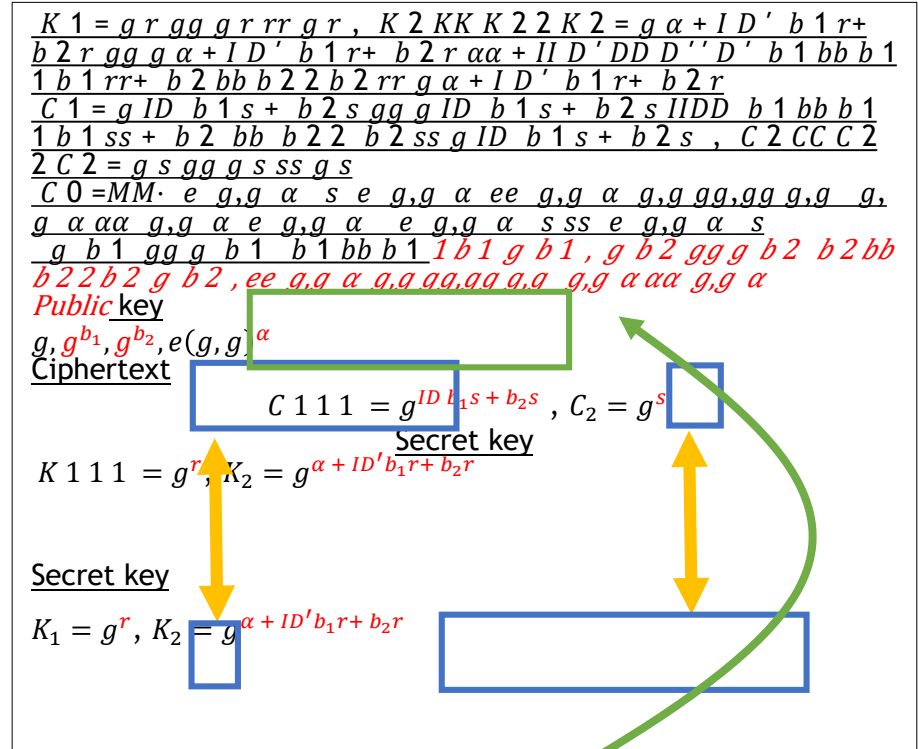 K 1 = g r gg g r rr g r , K 2 KK K 2 2 K 2 = g α + I D ′ b 1 r+
b 2 r gg g α + I D ′ b 1 r+ b 2 r αα + II D ′ DD D ′ ′ D ′ b 1 bb b 1
1 b 1 rr+ b 2 bb b 2 2 b 2 rr g α + I D ′ b 1 r+ b 2 r
C 1 = g ID b 1 s + b 2 s gg g ID b 1 s + b 2 s IIDD b 1 bb b 1
1 b 1 ss + b 2 bb b 2 2 b 2 ss g ID b 1 s + b 2 s , C 2 CC C 2
2 C 2 = g s gg g s ss g s
C 0 =MM· e g,g α s e g,g α ee g,g α g,g gg,gg g,g g,
g α αα g,g α e g,g α e g,g α s ss e g,g α s
g b 1 gg g b 1 b 1 bb b 1 1 b 1 g b 1 , g b 2 gg g b 2 b 2 bb
b 2 2 b 2 g b 2 , ee g,g α g,g gg,gg g,g g,g α αα g,g α
Public key
g, g^{b₁}, g^{b₂}, e(g, g)^α
Ciphertext
C 1 1 1 = g^{ID b₁s + b₂s} , C₂ = g^s
Secret key
K 1 1 1 = g^r, K₂ = g^{α + ID′b₁r+ b₂r}
Secret key
K₁ = g^r, K₂ = g^{α + ID′b₁r+ b₂r}